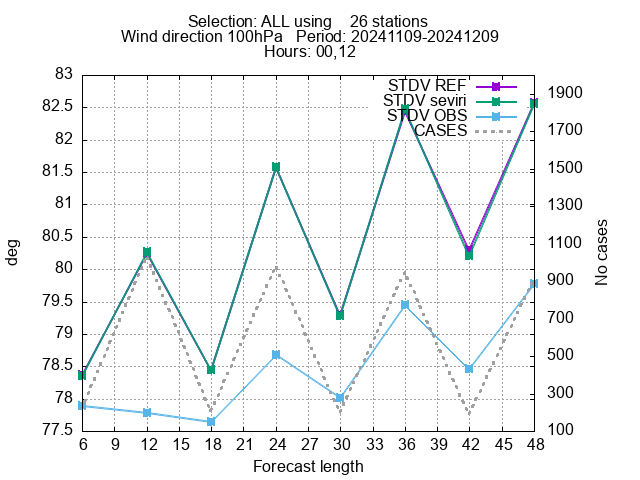 Selection: ALL using 26 stations
Wind direction 100hPa Period: 20241109-20241209
Hours: 00,12
STDV REF
STDV seviri
STDV OBS
CASES
83
82.5
82
81.5
81
80.5
80
79.5
79
78.5
78
77.5
deg
1900
1700
1500
1300
1100
900
700
500
300
100
No cases
6 9 12 15 18 21 24 27 30 33 36 39 42 45 48
Forecast length